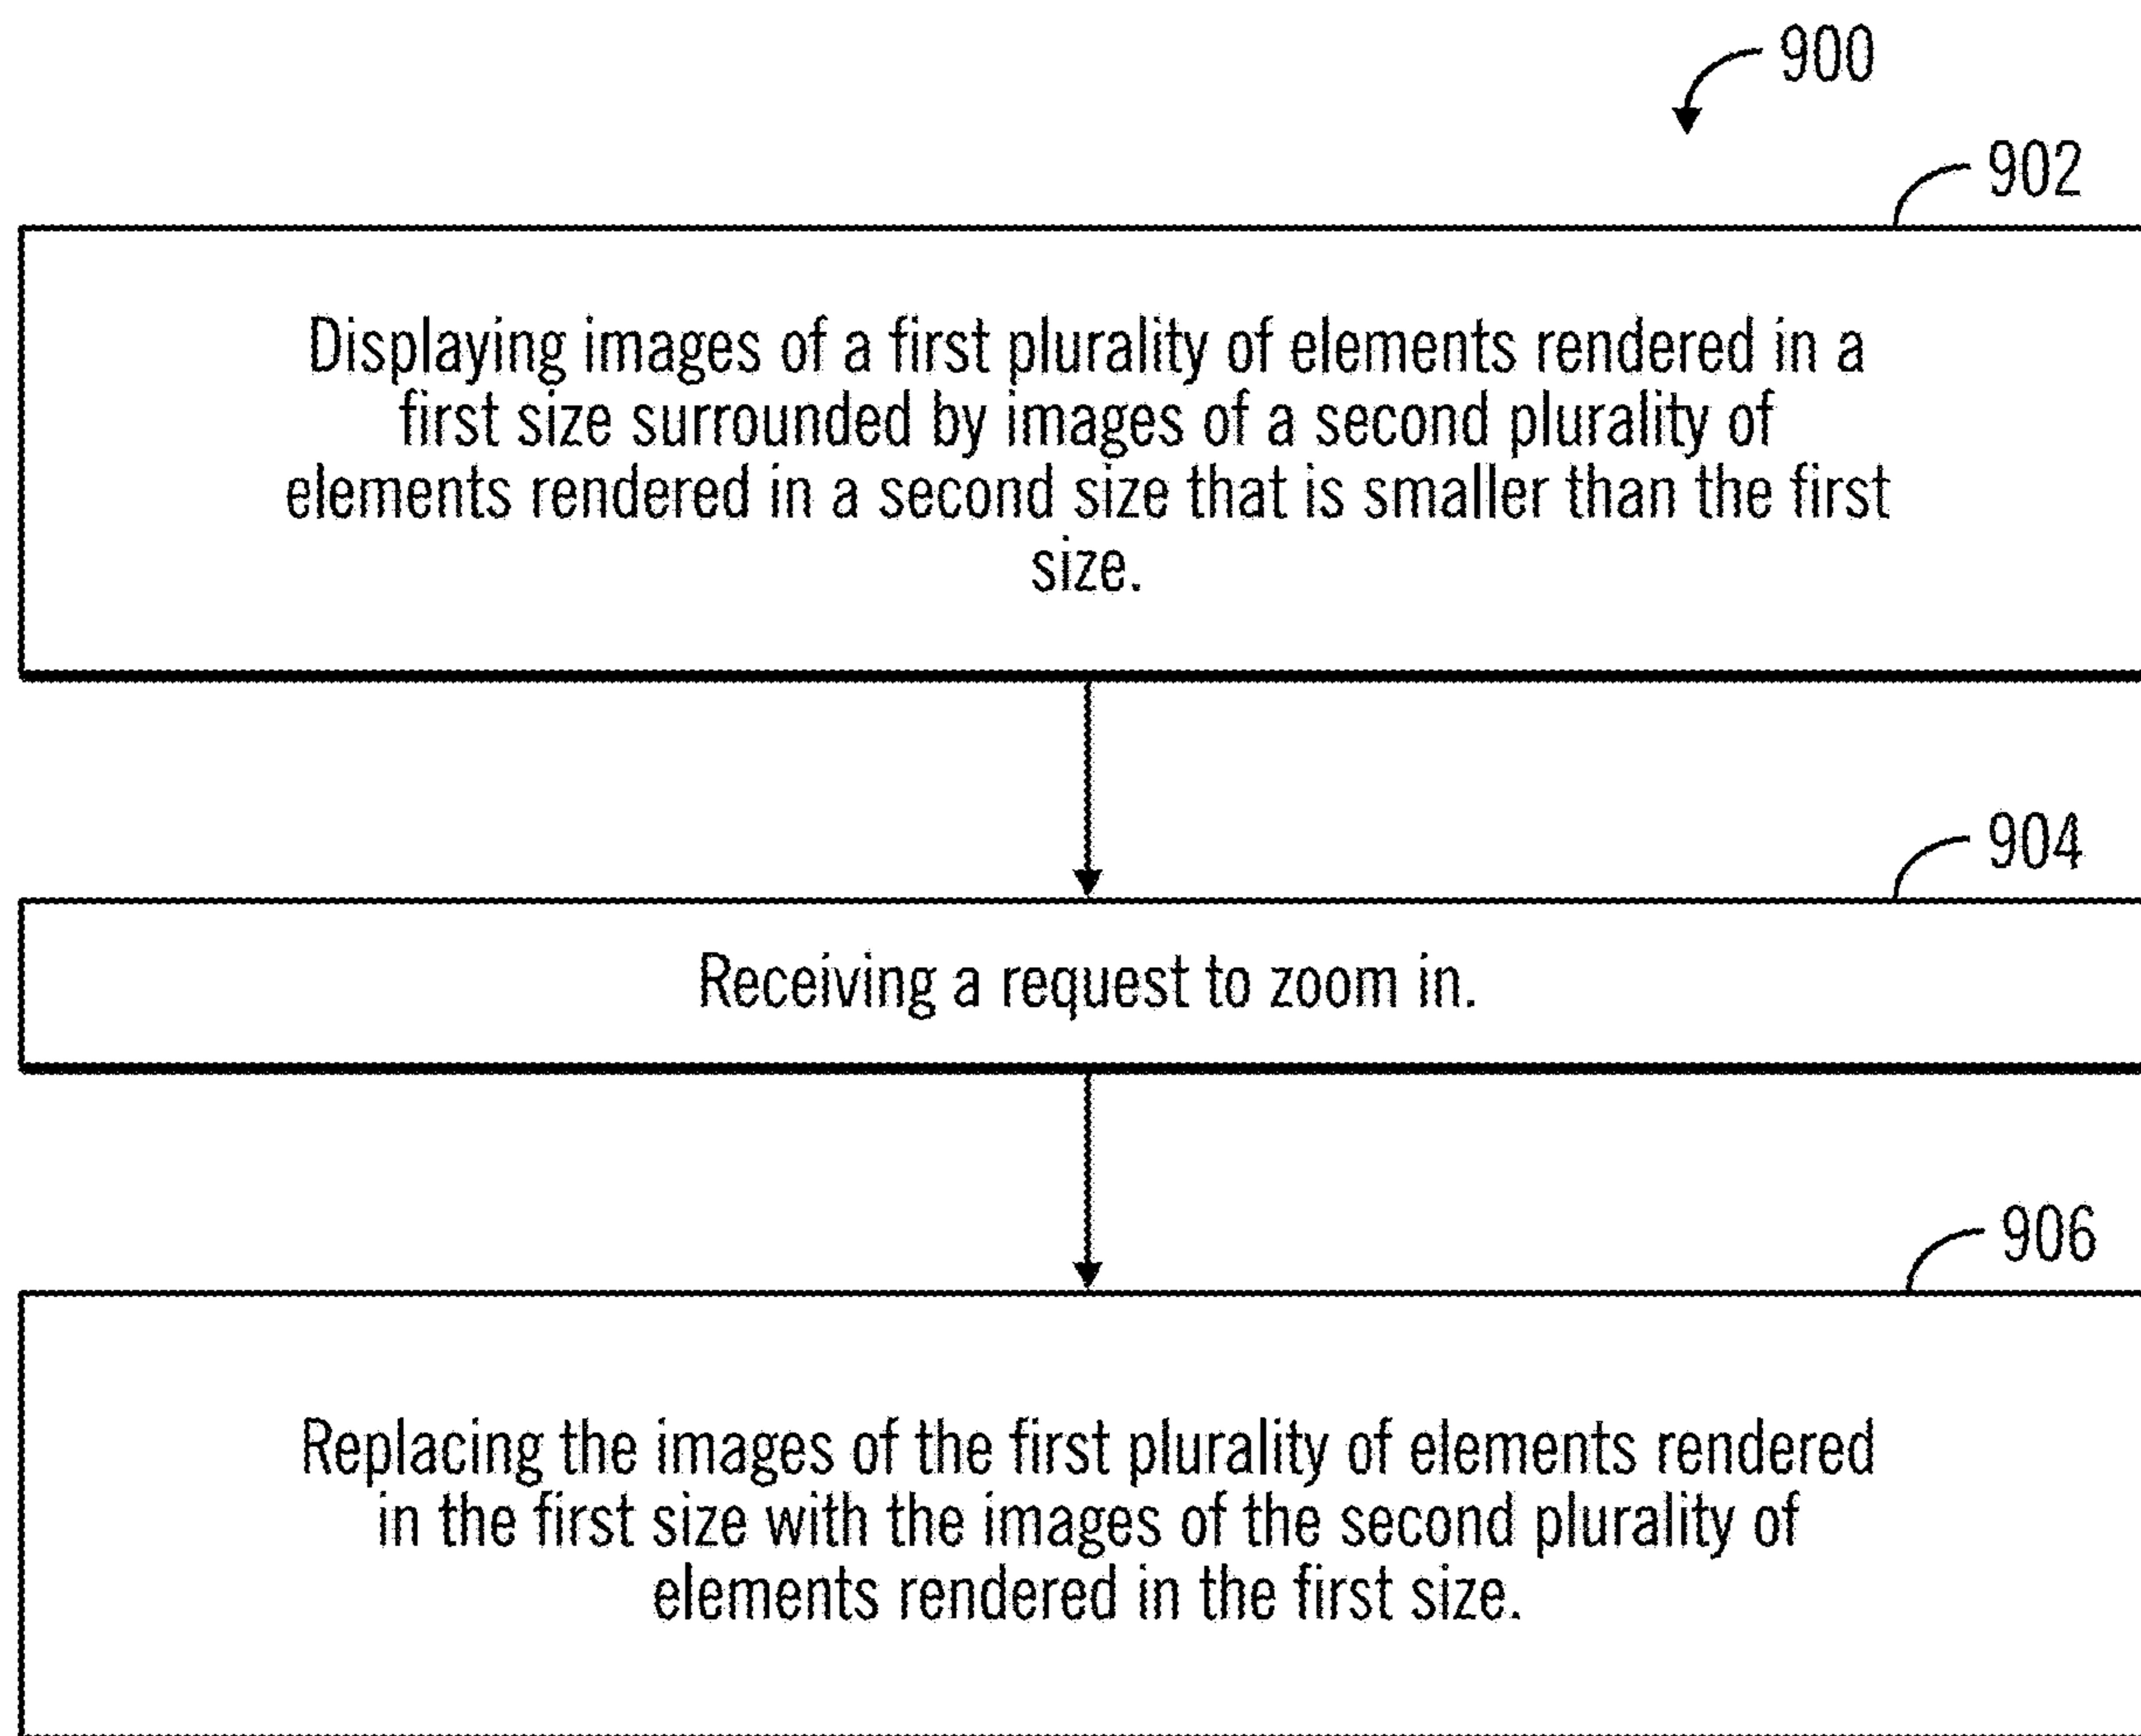 900
902
Displaying images of a first plurality of elements rendered in a
first size surrounded by images of a second plurality of
elements rendered in a second size that is smaller than the first
size.
904
Receiving a request to zoom in.
906
Replacing the images of the first plurality of elements rendered
in the first size with the images of the second plurality of
elements rendered in the first size.